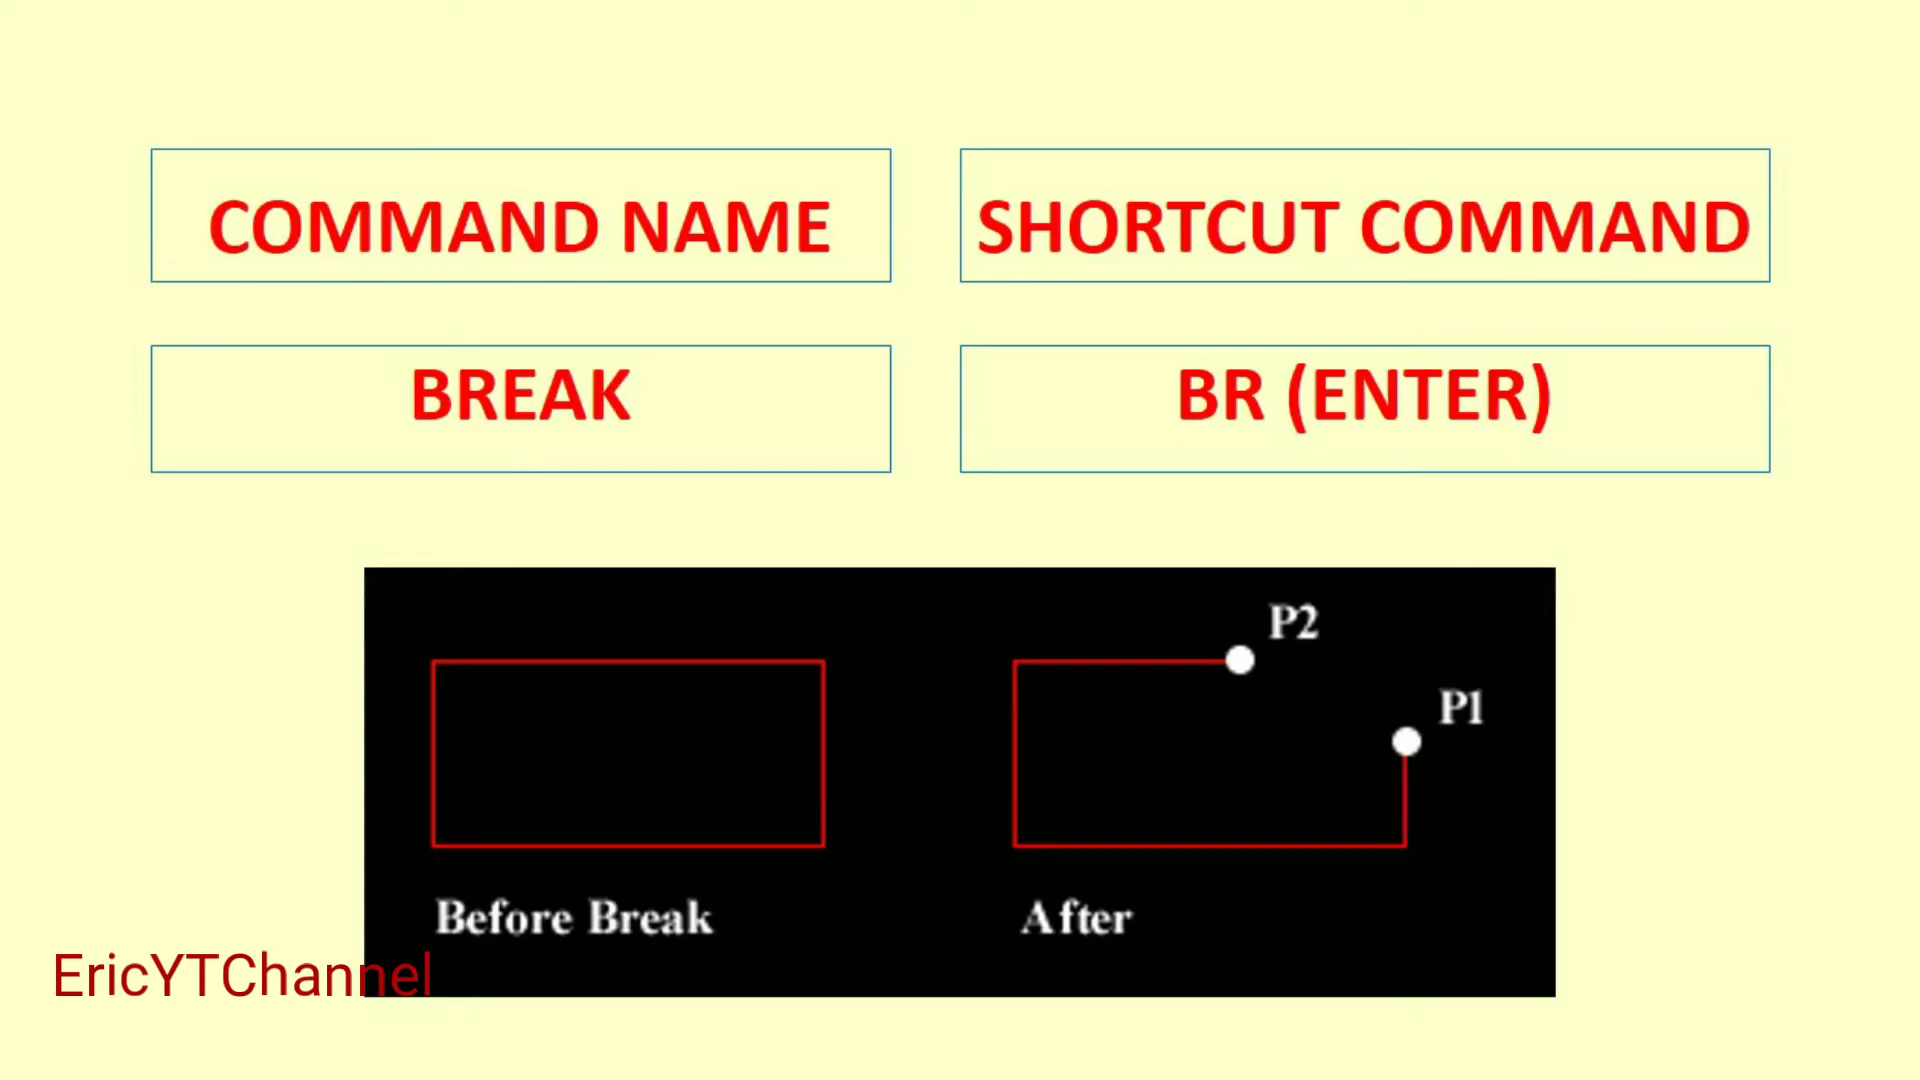 COMMAND NAME
SHORTCUT COMMAND
BREAK
BR (ENTER)
P2
P1
Before Break
After
EricYTChannel